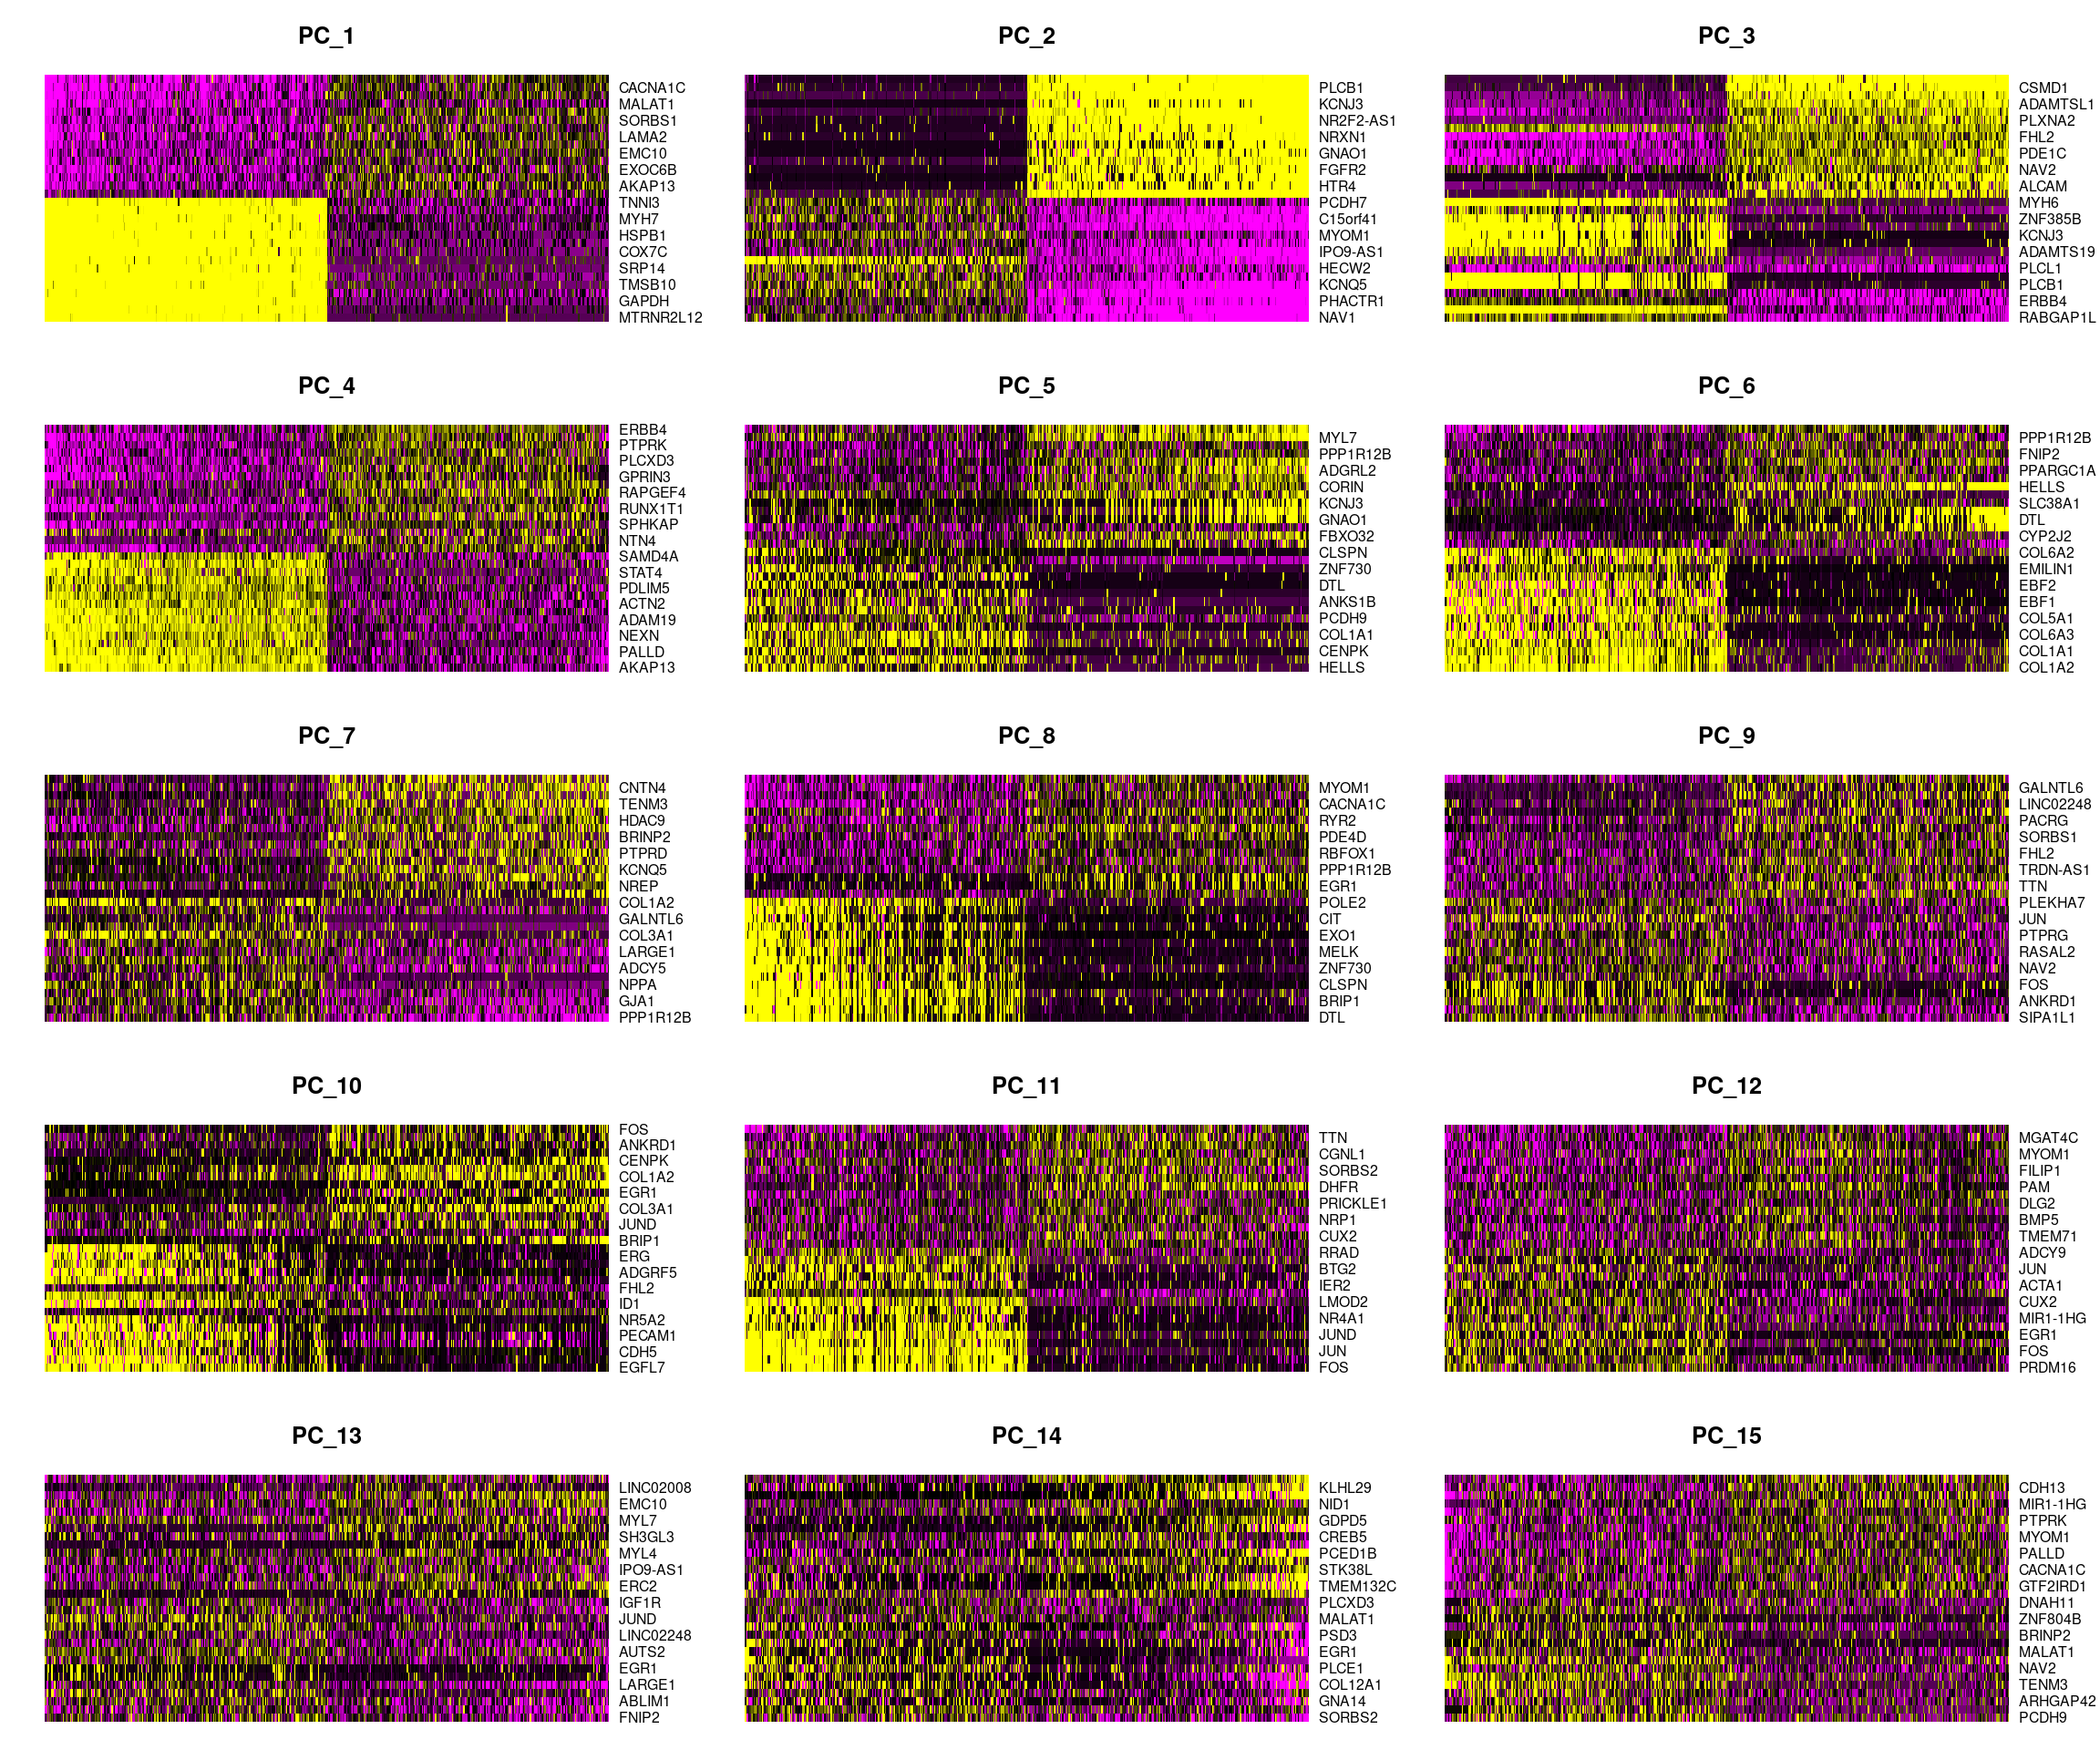 PC_1
CACNA1C
MALAT1
SORBS1
LAMA2
EMC10
EXOC6B
AKAP13
TNNI3
MYH7
HSPB1
COX7C
SRP14
TMSB10
GAPDH
MTRNR2L12
PC_2
PLCB1
KCNJ3
NR2F2-AS1
NRXN1
GNAO1
FGFR2
HTR4
PCDH7
C15orf41
MYOM1
IPO9-AS1
HECW2
KCNQ5
PHACTR1
NAV1
PC_3
CSMD1
ADAMTSL1
PLXNA2
FHL2
PDE1C
NAV2
ALCAM
MYH6
ZNF385B
KCNJ3
ADAMTS19
PLCL1
PLCB1
ERBB4
RABGAP1L
PC_4
ERBB4
PTPRK
PLCXD3
GPRIN3
RAPGEF4
RUNX1T1
SPHKAP
NTN4
SAMD4A
STAT4
PDLIM5
ACTN2
ADAM19
NEXN
PALLD
AKAP13
PC_5
MYL7
PPP1R12B
ADGRL2
CORIN
KCNJ3
GNAO1
FBXO32
CLSPN
ZNF730
DTL
ANKS1B
PCDH9
COL1A1
CENPK
HELLS
PC_6
PPP1R12B
FNIP2
PPARGC1A
HELLS
SLC38A1
DTL
CYP2J2
COL6A2
EMILIN1
EBF2
EBF1
COL5A1
COL6A3
COL1A1
COL1A2
PC_7
CNTN4
TENM3
HDAC9
BRINP2
PTPRD
KCNQ5
NREP
COL1A2
GALNTL6
COL3A1
LARGE1
ADCY5
NPPA
GJA1
PPP1R12B
PC_8
MYOM1
CACNA1C
RYR2
PDE4D
RBFOX1
PPP1R12B
EGR1
POLE2
CIT
EXO1
MELK
ZNF730
CLSPN
BRIP1
DTL
PC_9
GALNTL6
LINC02248
PACRG
SORBS1
FHL2
TRDN-AS1
TTN
PLEKHA7
JUN
PTPRG
RASAL2
NAV2
FOS
ANKRD1
SIPA1L1
PC_10
FOS
ANKRD1
CENPK
COL1A2
EGR1
COL3A1
JUND
BRIP1
ERG
ADGRF5
FHL2
ID1
NR5A2
PECAM1
CDH5
EGFL7
PC_11
TTN
CGNL1
SORBS2
DHFR
PRICKLE1
NRP1
CUX2
RRAD
BTG2
IER2
LMOD2
NR4A1
JUND
JUN
FOS
PC_12
MGAT4C
MYOM1
FILIP1
PAM
DLG2
BMP5
TMEM71
ADCY9
JUN
ACTA1
CUX2
MIR1-1HG
EGR1
FOS
PRDM16
PC_13
LINC02008
EMC10
MYL7
SH3GL3
MYL4
IPO9-AS1
ERC2
IGF1R
JUND
LINC02248
AUTS2
EGR1
LARGE1
ABLIM1
FNIP2
PC_14
KLHL29
NID1
GDPD5
CREB5
PCED1B
STK38L
TMEM132C
PLCXD3
MALAT1
PSD3
EGR1
PLCE1
COL12A1
GNA14
SORBS2
PC_15
CDH13
MIR1-1HG
PTPRK
MYOM1
PALLD
CACNA1C
GTF2IRD1
DNAH11
ZNF804B
BRINP2
MALAT1
NAV2
TENM3
ARHGAP42
PCDH9